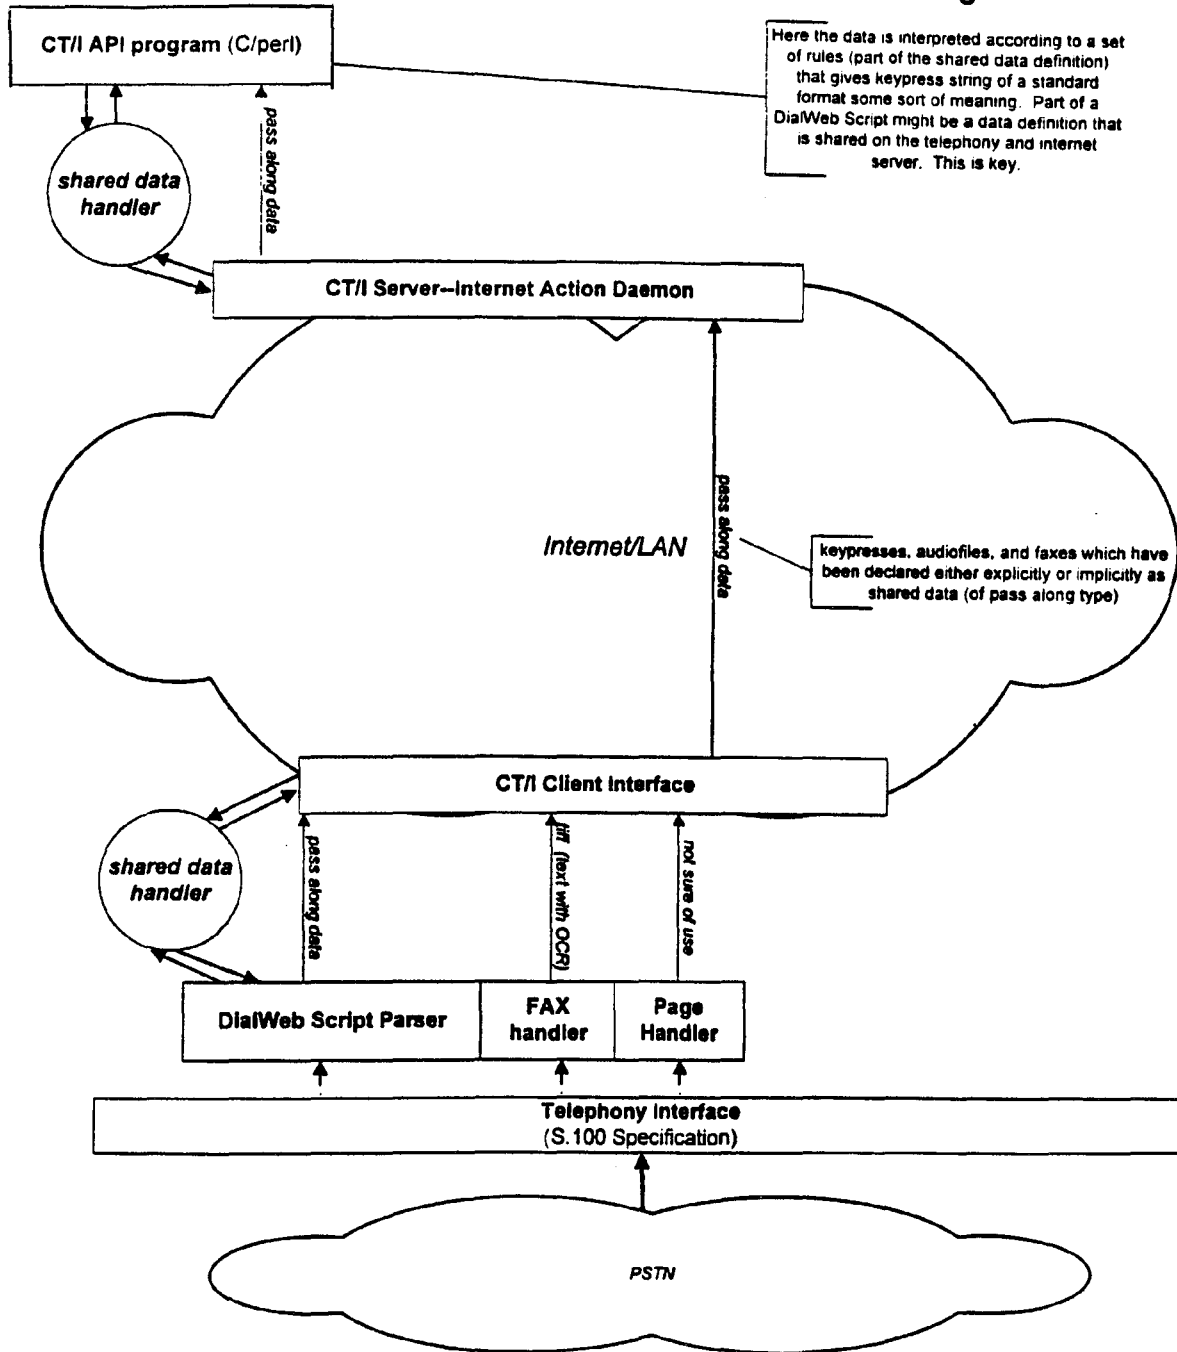 CT/I API program (C/perl)
Here the data is interpreted according to a set
of rules (part of the shared data definition)
that gives keypress string of a standard
format some sort of meaning. Part of a
DialWeb Script might be a data definition that
is shared on the telephony and internet
server. This is key.
pass along data
shared data
handler
CT/I Server--Internet Action Daemon
pass along data
Internet/LAN
keypresses, audiofiles, and faxes which have
been declared either explicitly or implicitly as
shared data (of pass along type)
CT/I Client Interface
shared data
handler
pass along data
tiff (text with OCR)
not sure of use
DialWeb Script Parser
FAX
handler
Page
Handler
Telephony Interface
(S.100 Specification)
PSTN